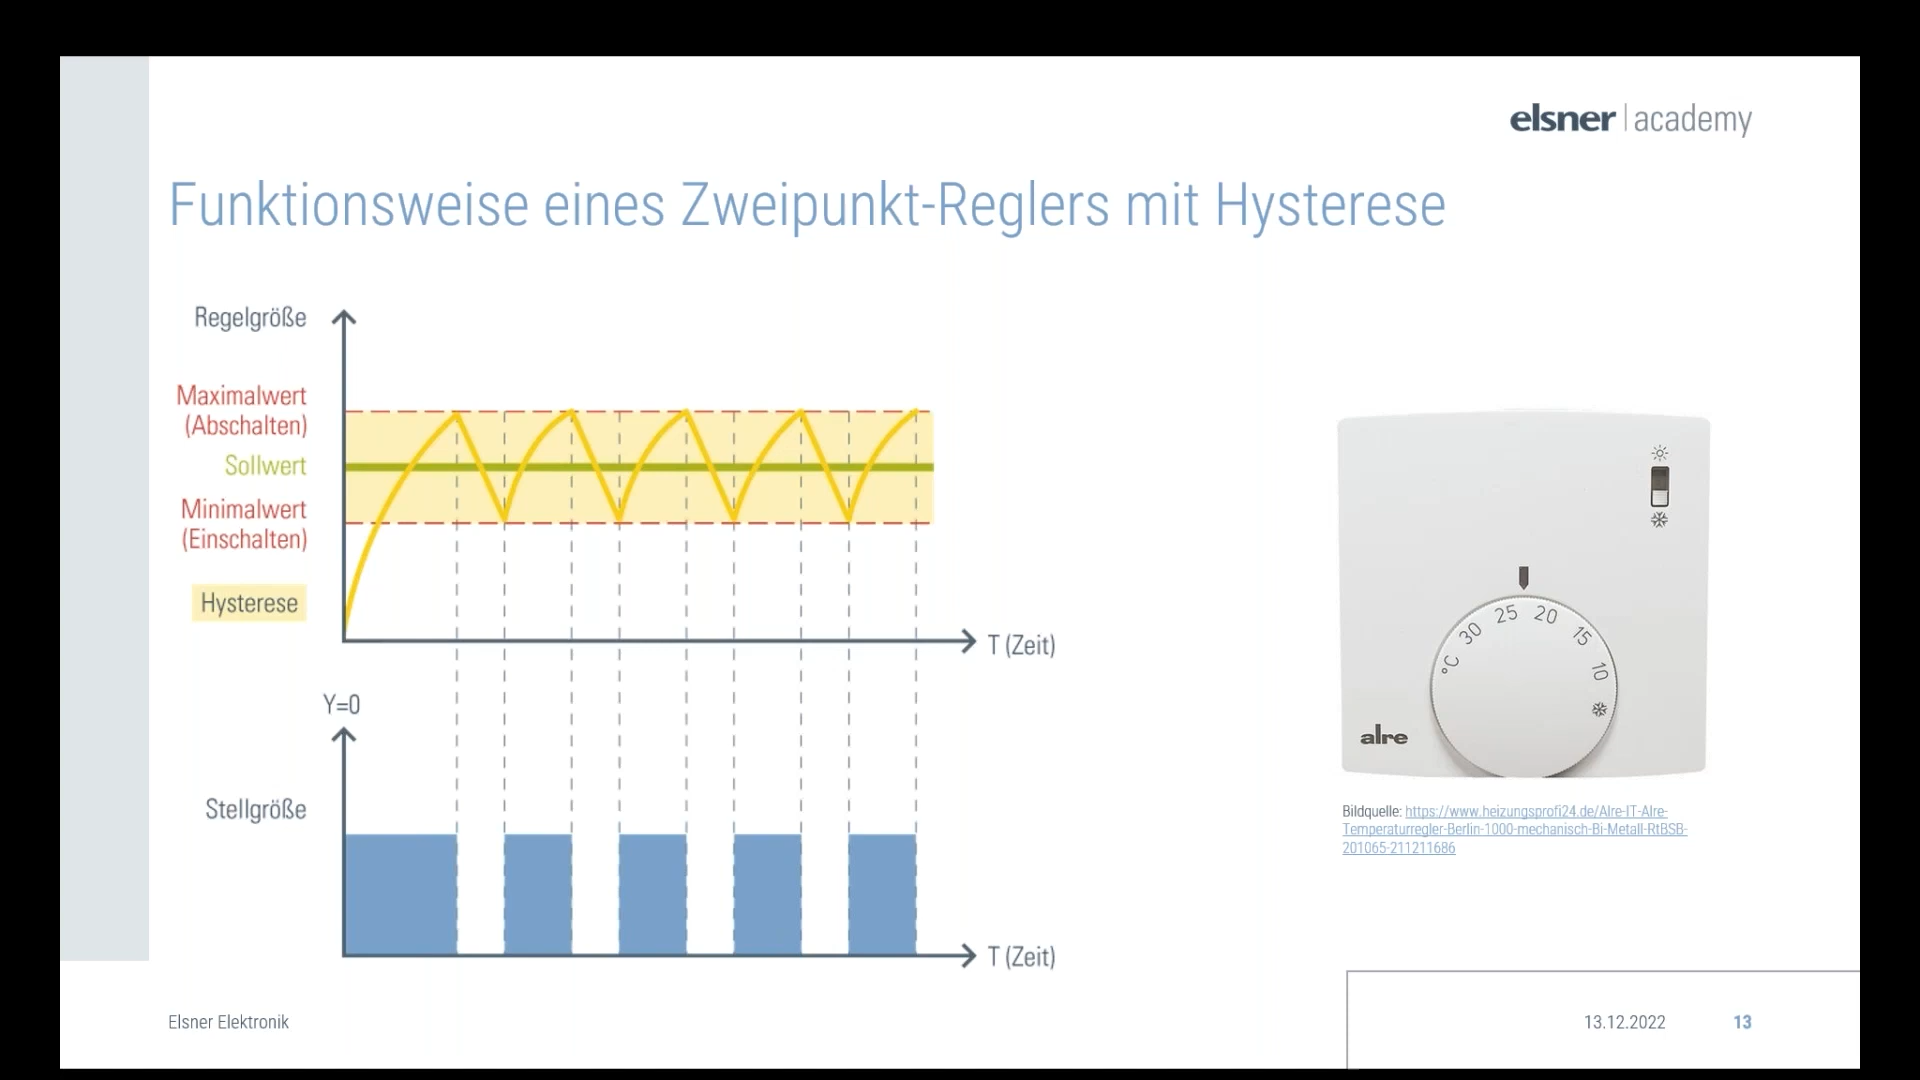 elsner | academy
Funktionsweise eines Zweipunkt-Reglers mit Hysterese
Regelgröße
Maximalwert
(Abschalten)
Sollwert
Minimalwert
(Einschalten)
Hysterese
T (Zeit)
Y=0
Stellgröße
T (Zeit)
°C 30 25 20 15 10
alre
Bildquelle: https://www.heizungsprofi24.de/Alre-IT-Alre-
Temperaturregler-Berlin-1000-mechanisch-Bi-Metall-RtBSB-
201065-211211686
Elsner Elektronik
13.12.2022
13